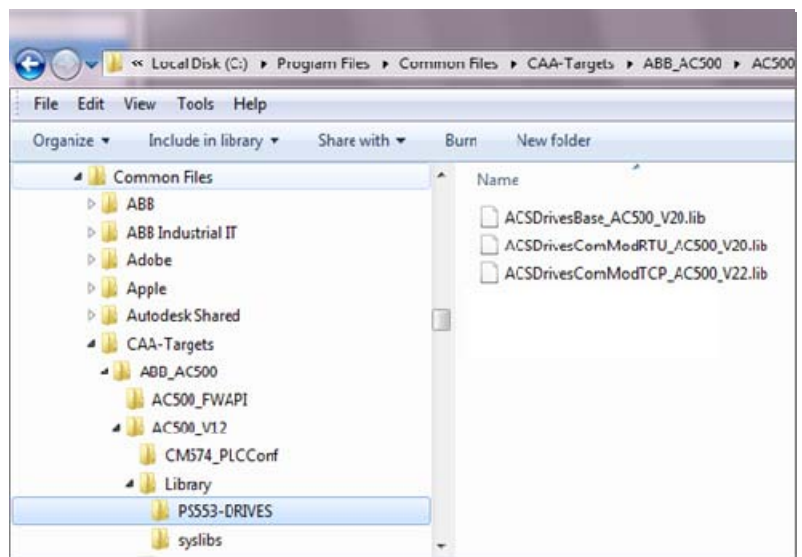 « Local Disk (C:) ▸ Program Files ▸ Common Files ▸ CAA-Targets ▸ ABB_AC500 ▸ AC500
File Edit View Tools Help
Organize Include in library Share with Burn New folder
Common Files
ABB
ABB Industrial IT
Adobe
Apple
Autodesk Shared
CAA-Targets
ABB_AC500
AC500_FWAPI
AC500_V12
CM574_PLCConf
Library
PS553-DRIVES
syslibs
Name
ACSDrivesBase_AC500_V20.lib
ACSDrivesComModRTU_AC500_V20.lib
ACSDrivesComModTCP_AC500_V22.lib